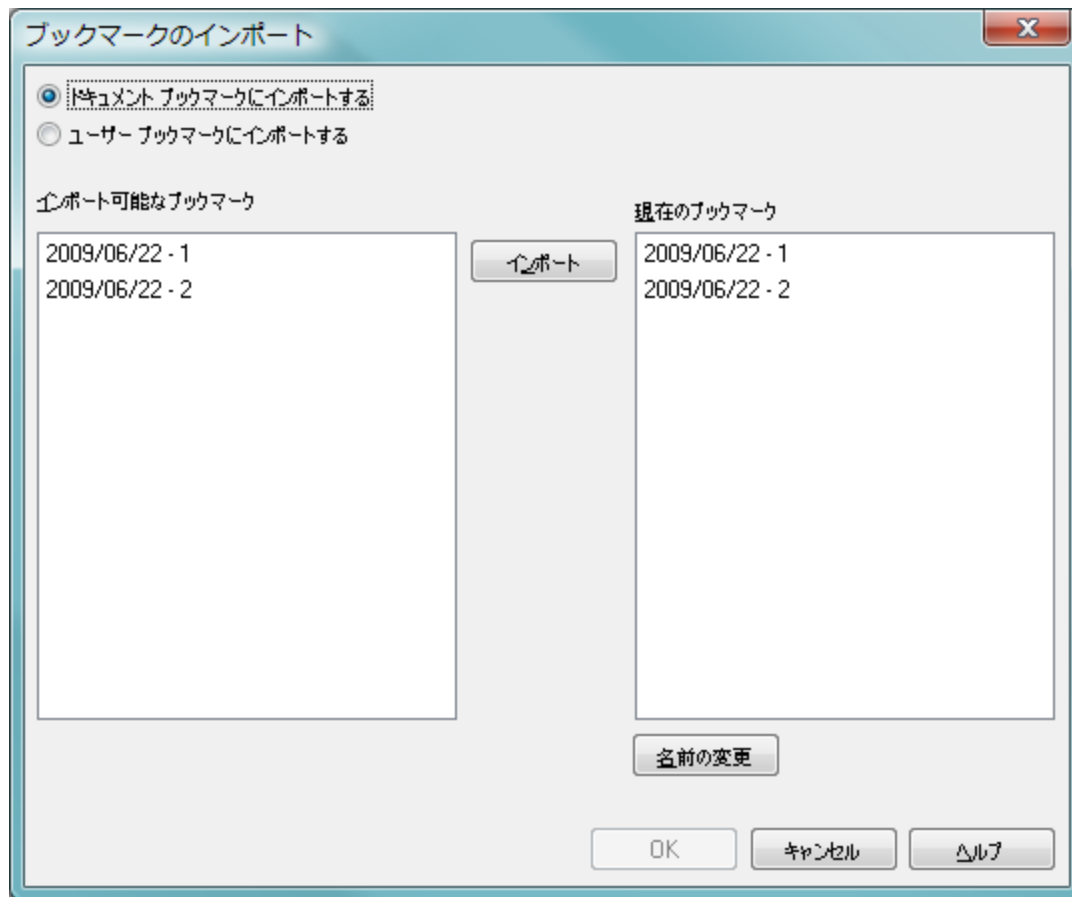 ブックマークのインポート
ドキュメント ブックマークにインポートする
ユーザー ブックマークにインポートする
インポート可能なブックマーク
2009/06/22 - 1
2009/06/22 - 2
インポート
現在のブックマーク
2009/06/22 - 1
2009/06/22 - 2
名前の変更
OK
キャンセル
ヘルプ